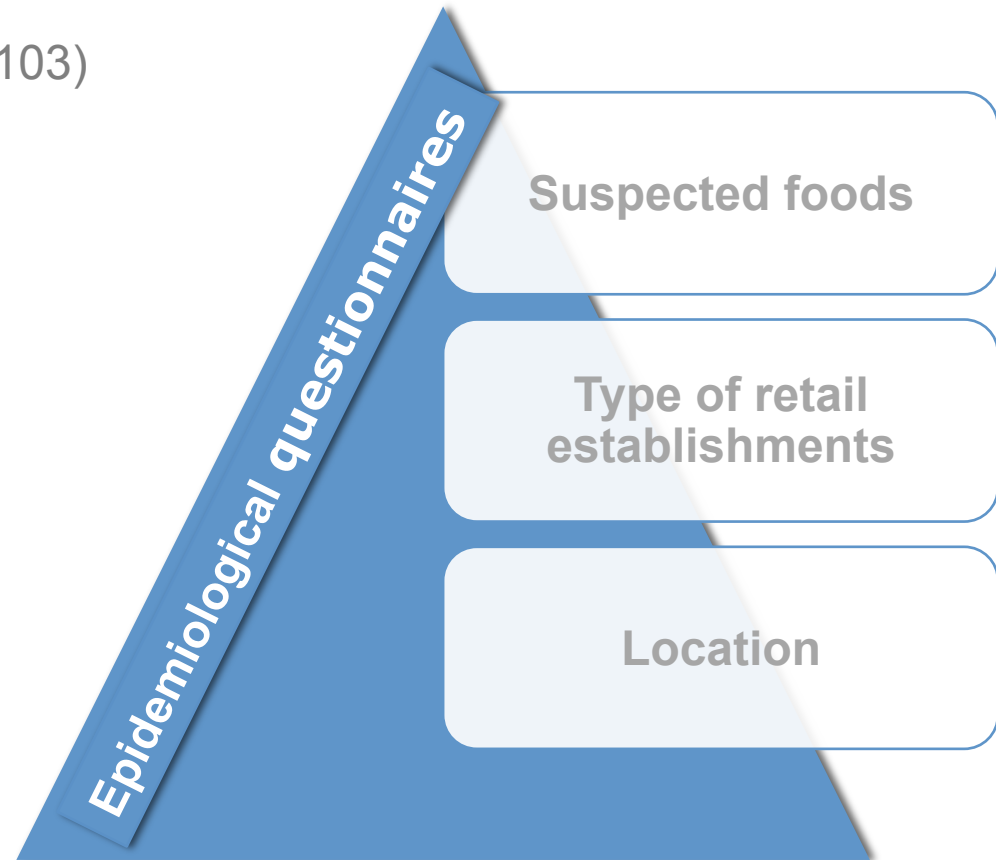 103)
Epidemiological questionnaires
Suspected foods
Type of retail
establishments
Location